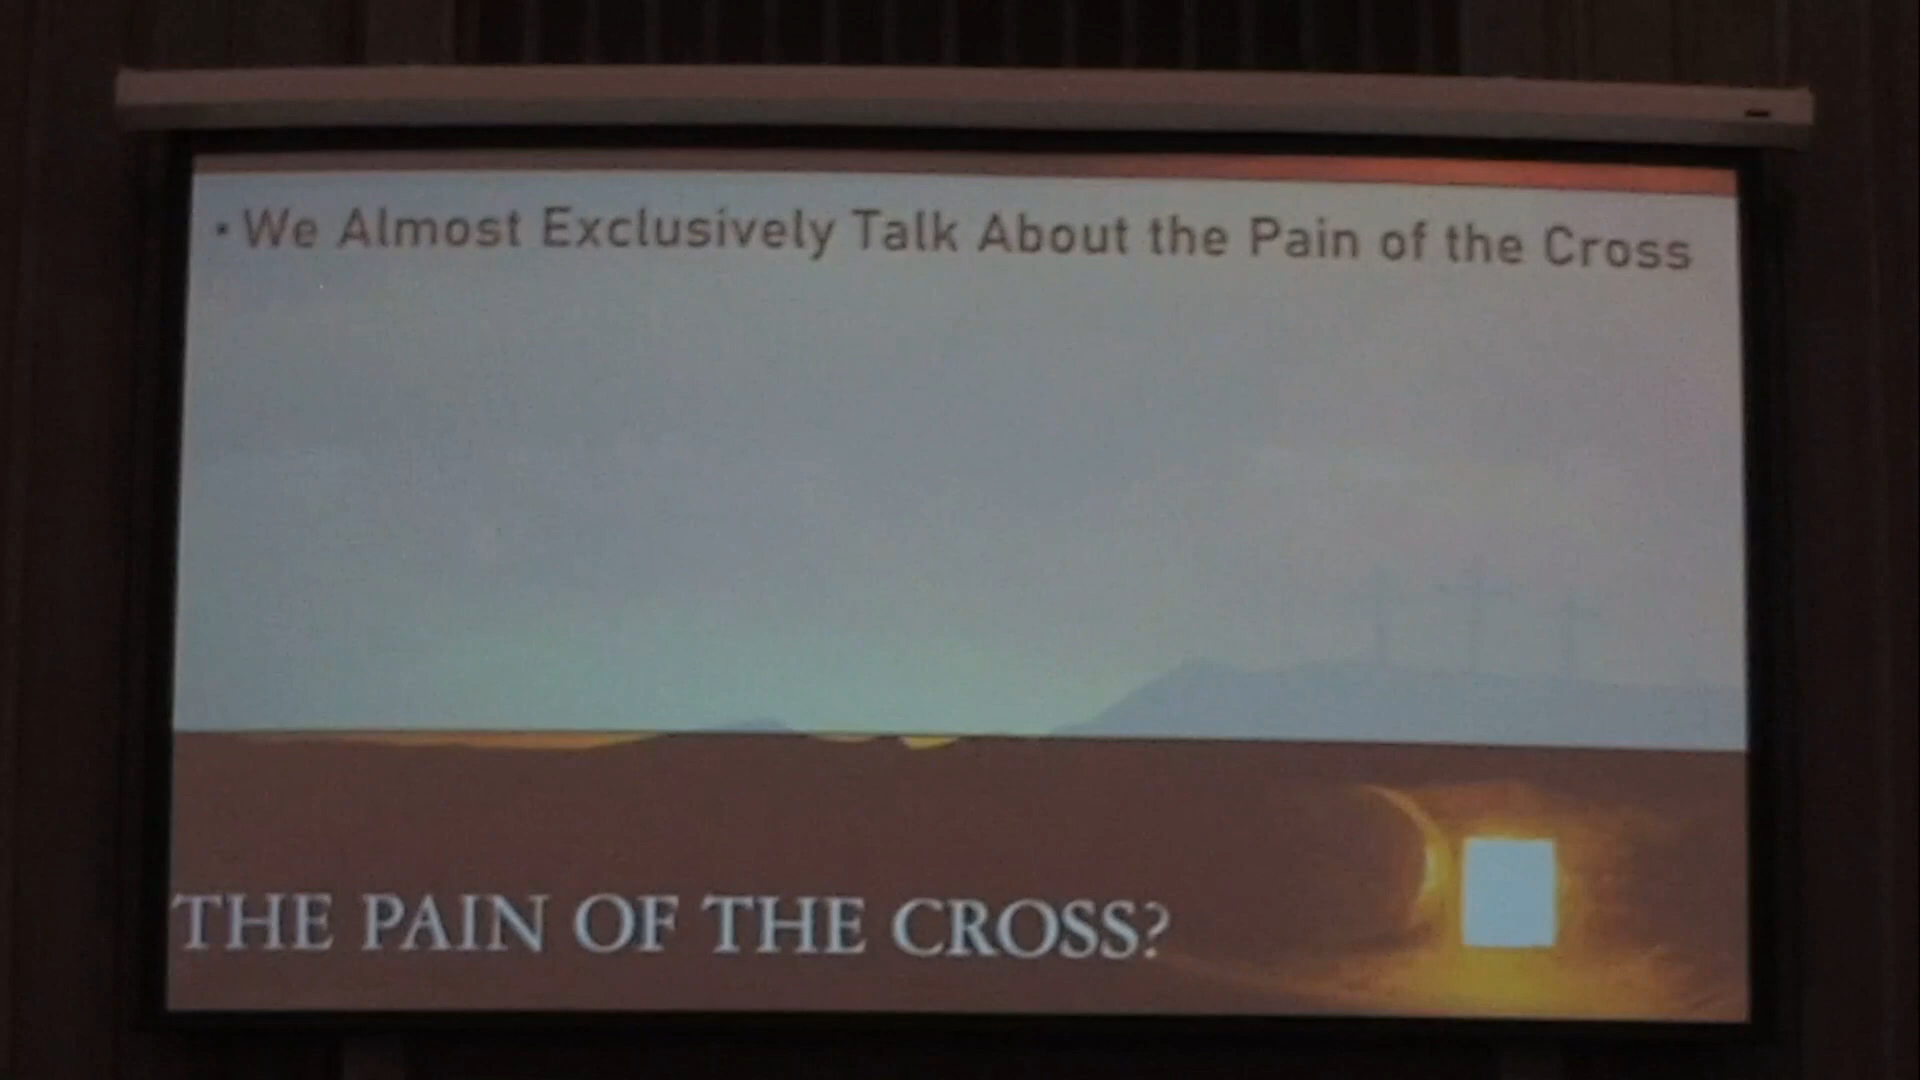 • We Almost Exclusively Talk About the Pain of the Cross
THE PAIN OF THE CROSS?